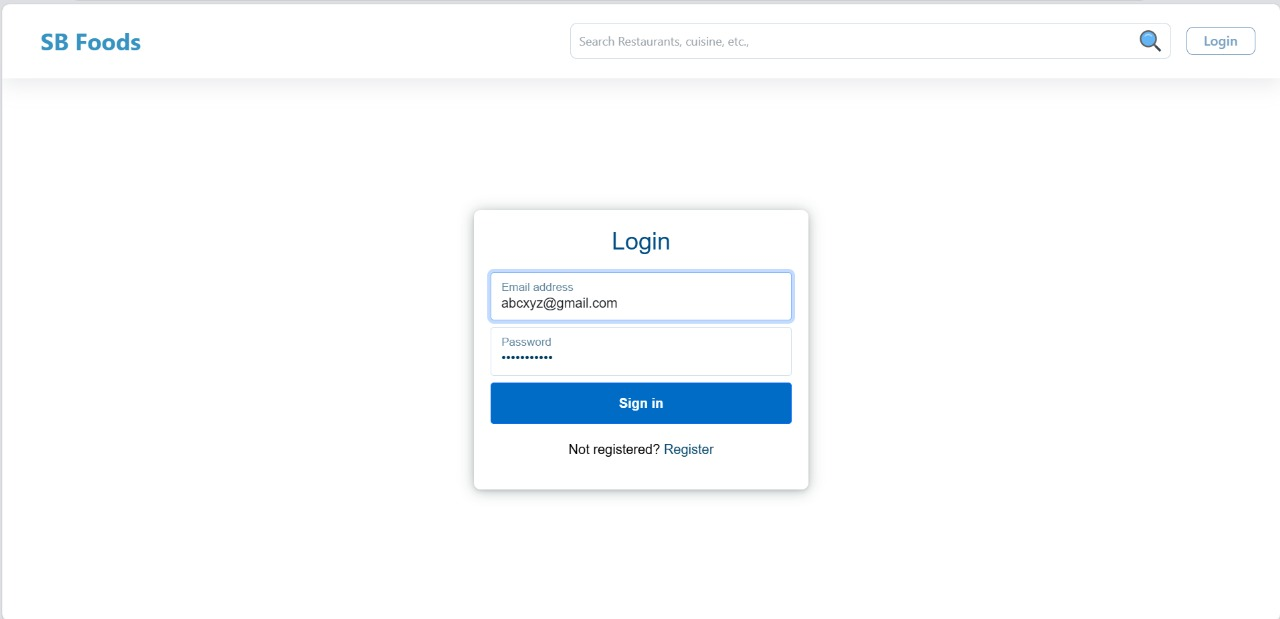 SB Foods
Search Restaurants, cuisine, etc.,
Login
Login
Email address
abcxyz@gmail.com
Password
•••••••••••
Sign in
Not registered? Register